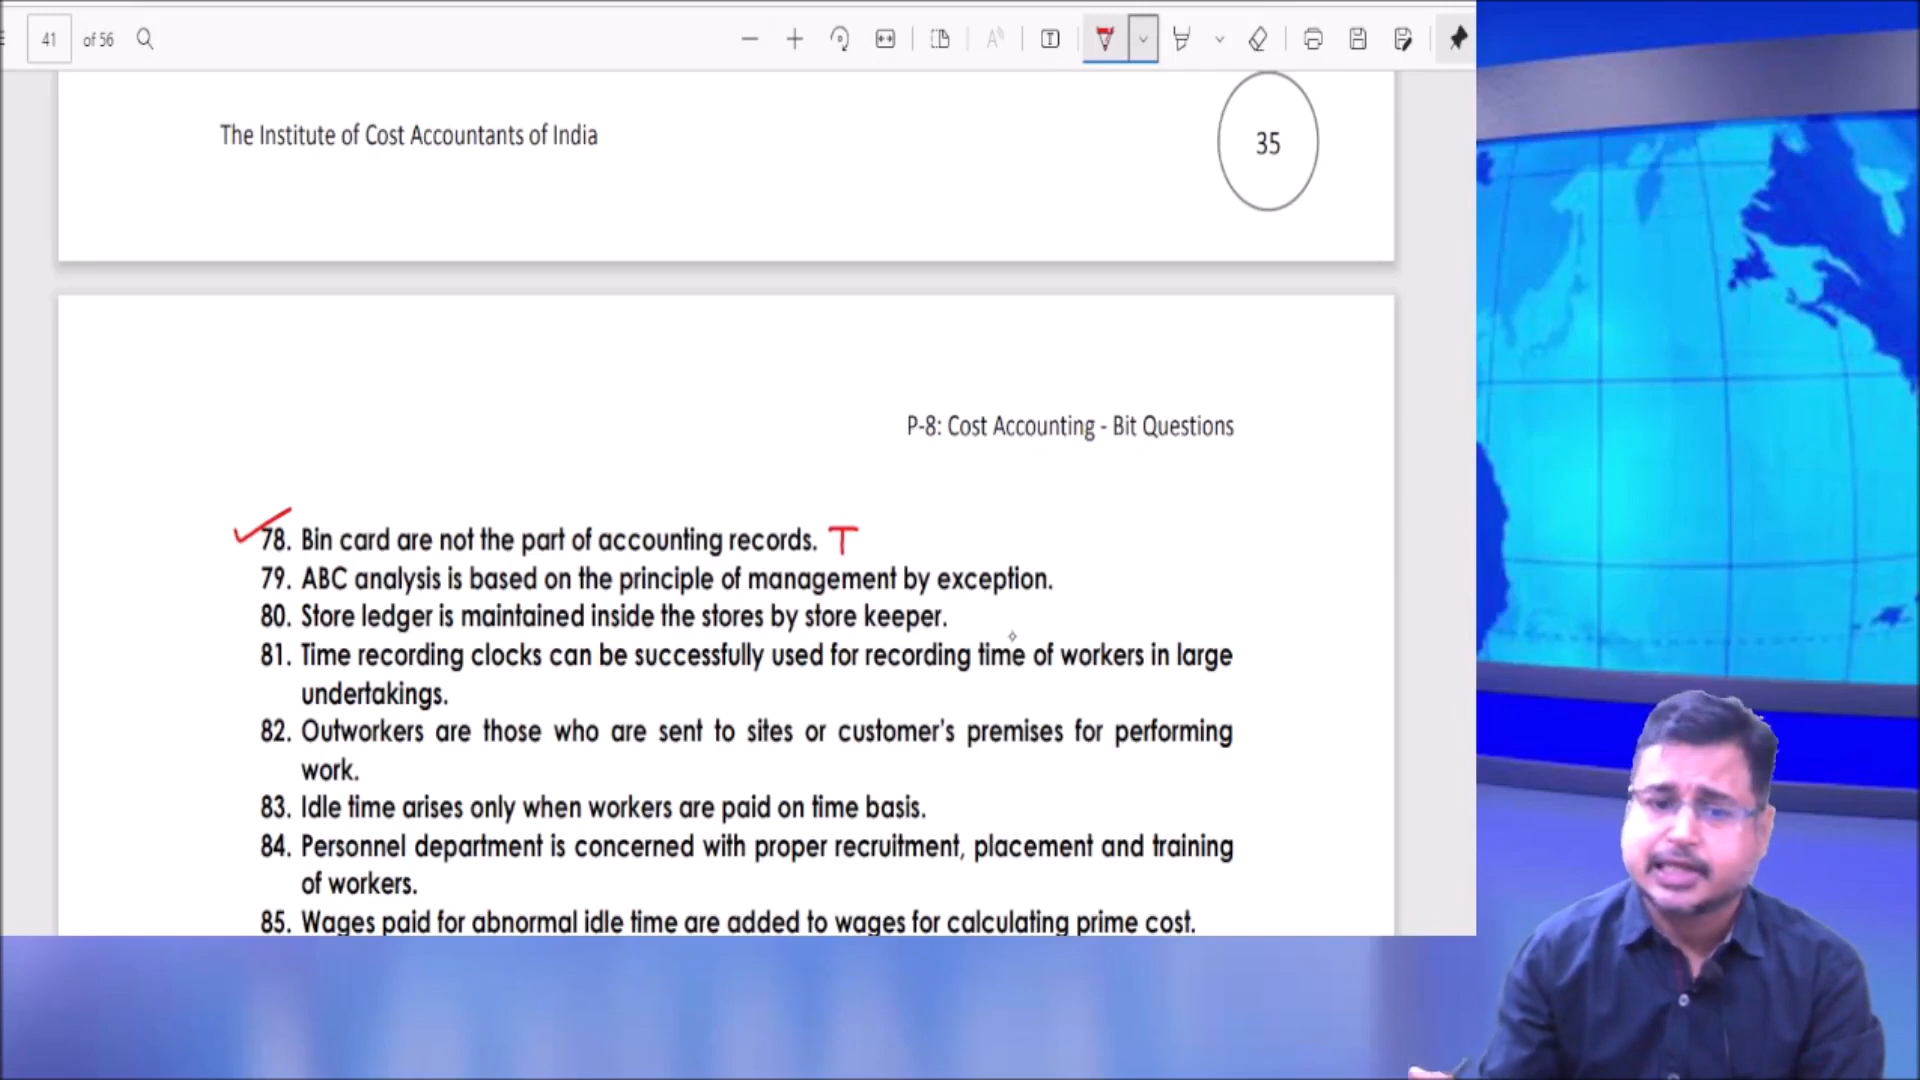 41 of 56
The Institute of Cost Accountants of India
35
P-8: Cost Accounting - Bit Questions
78. Bin card are not the part of accounting records. T
79. ABC analysis is based on the principle of management by exception.
80. Store ledger is maintained inside the stores by store keeper.
81. Time recording clocks can be successfully used for recording time of workers in large
undertakings.
82. Outworkers are those who are sent to sites or customer's premises for performing
work.
83. Idle time arises only when workers are paid on time basis.
84. Personnel department is concerned with proper recruitment, placement and training
of workers.
85. Wages paid for abnormal idle time are added to wages for calculating prime cost.